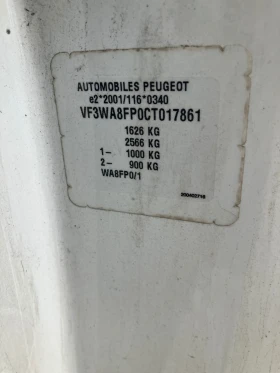 AUTOMOBILES PEUGEOT
e2*2001/116*0340
VF3WA8FP0CT017861
1626 KG
2566 KG
1- 1000 KG
2- 900 KG
WA8FP0/1